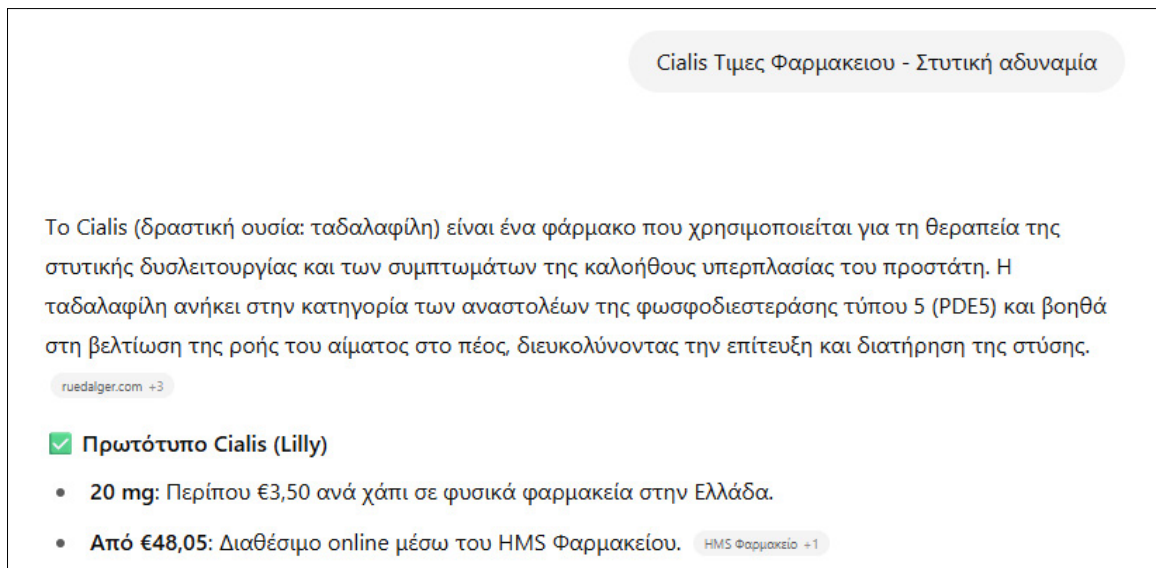 Cialis Τιμες Φαρμακειου - Στυτική αδυναμία
Το Cialis (δραστική ουσία: ταδαλαφίλη) είναι ένα φάρμακο που χρησιμοποιείται για τη θεραπεία της
στυτικής δυσλειτουργίας και των συμπτωμάτων της καλοήθους υπερπλασίας του προστάτη. Η
ταδαλαφίλη ανήκει στην κατηγορία των αναστολέων της φωσφοδιεστεράσης τύπου 5 (PDE5) και βοηθά
στη βελτίωση της ροής του αίματος στο πέος, διευκολύνοντας την επίτευξη και διατήρηση της στύσης.
ruedalger.com +3
✅ Πρωτότυπο Cialis (Lilly)
• 20 mg: Περίπου €3,50 ανά χάπι σε φυσικά φαρμακεία στην Ελλάδα.
• Από €48,05: Διαθέσιμο online μέσω του HMS Φαρμακείου. HMS Φαρμακείο +1